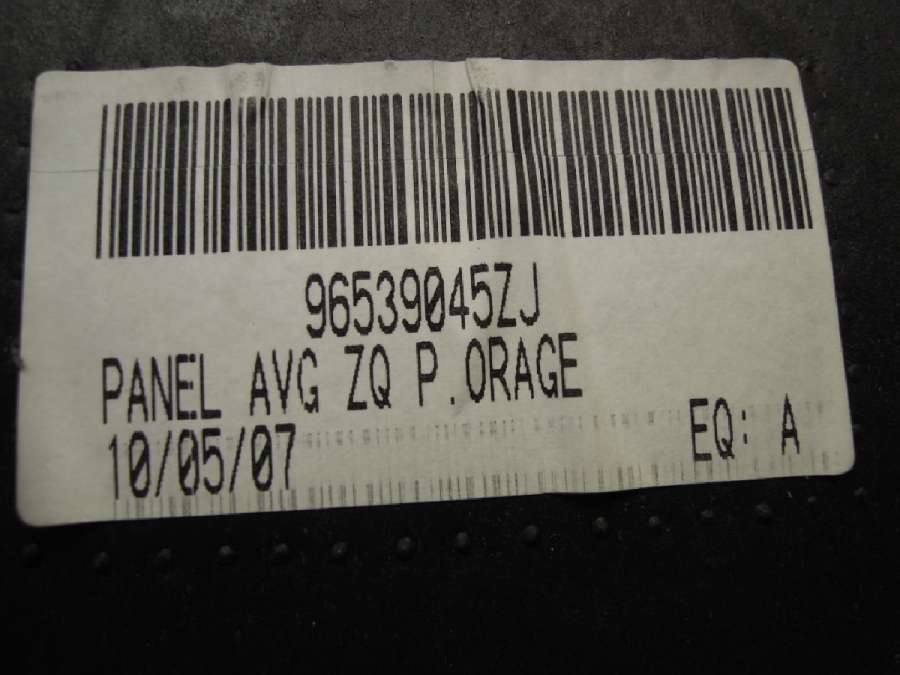 96539045ZJ
PANEL AVG ZQ P.ORAGE
10/05/07
EQ: A